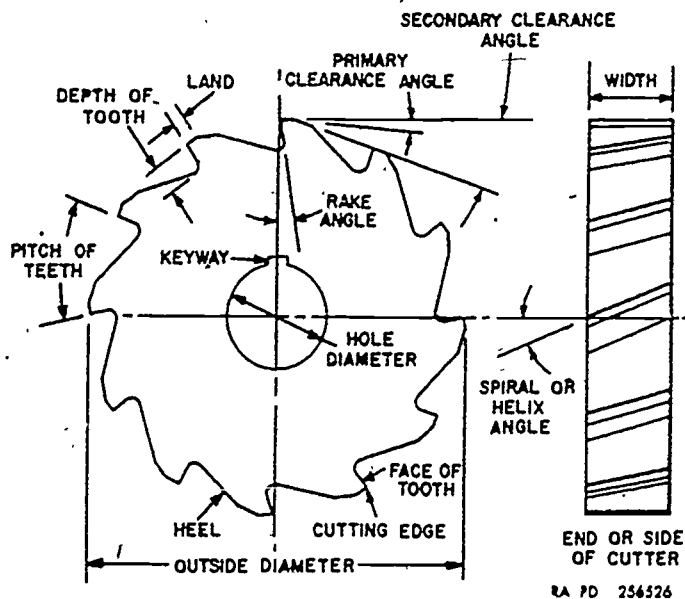 SECONDARY CLEARANCE
ANGLE
PRIMARY
CLEARANCE ANGLE
WIDTH
LAND
DEPTH OF
TOOTH
RAKE
ANGLE
KEYWAY
PITCH OF
TEETH
HOLE
DIAMETER
SPIRAL OR
HELIX
ANGLE
FACE OF
TOOTH
HEEL
CUTTING EDGE
OUTSIDE DIAMETER
END OR SIDE
OF CUTTER
RA PD 254526